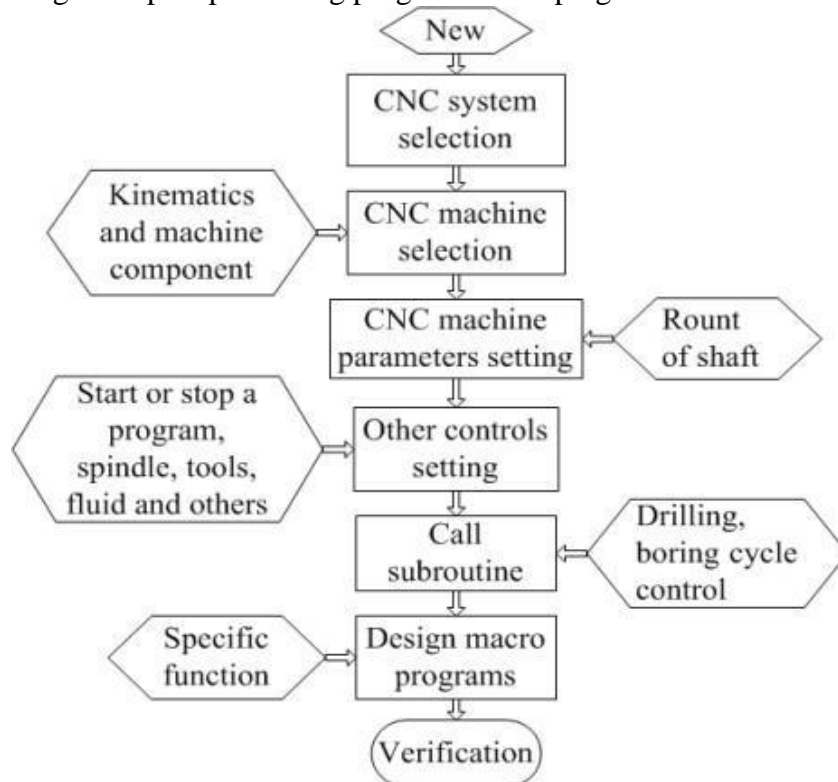 New
CNC system
selection
Kinematics
and machine
component
CNC machine
selection
CNC machine
parameters setting
Rount
of shaft
Start or stop a
program,
spindle, tools,
fluid and others
Other controls
setting
Call
subroutine
Drilling,
boring cycle
control
Specific
function
Design macro
programs
Verification